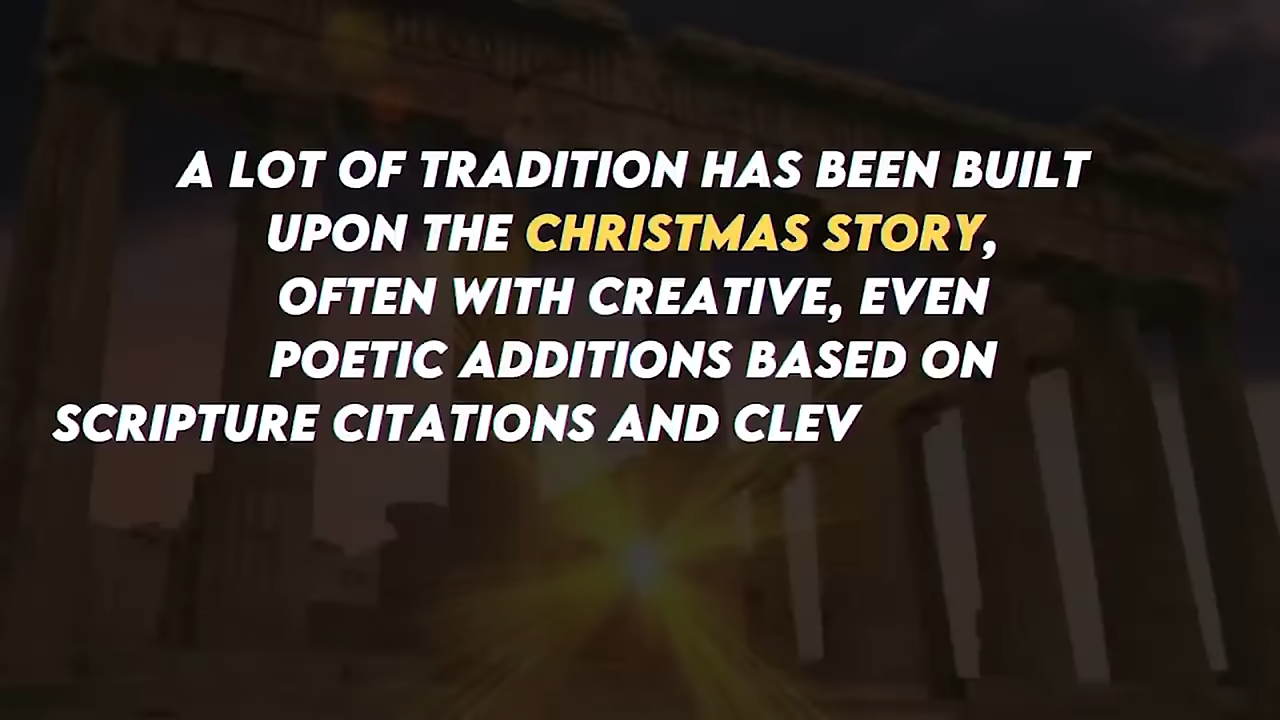 A LOT OF TRADITION HAS BEEN BUILT
UPON THE CHRISTMAS STORY,
OFTEN WITH CREATIVE, EVEN
POETIC ADDITIONS BASED ON
SCRIPTURE CITATIONS AND CLEV